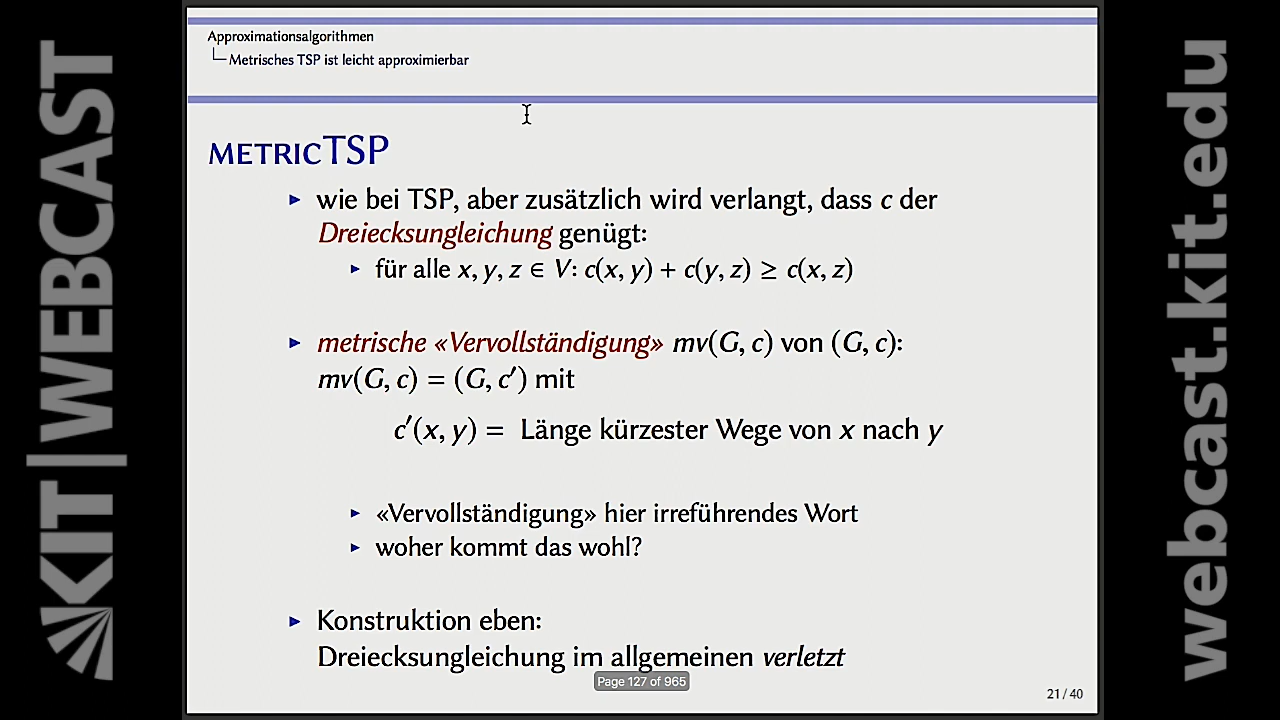 KIT | WEBCAST
Approximationsalgorithmen
Metrisches TSP ist leicht approximierbar
METRICTSP
wie bei TSP, aber zusätzlich wird verlangt, dass c der
Dreiecksungleichung genügt:
für alle x, y, z ∈ V: c(x, y) + c(y, z) ≥ c(x, z)
metrische «Vervollständigung» mv(G, c) von (G, c):
mv(G, c) = (G, c′) mit
c′(x, y) = Länge kürzester Wege von x nach y
«Vervollständigung» hier irreführendes Wort
woher kommt das wohl?
Konstruktion eben:
Dreiecksungleichung im allgemeinen verletzt
Page 127 of 965
21 / 40
webcast.kit.edu